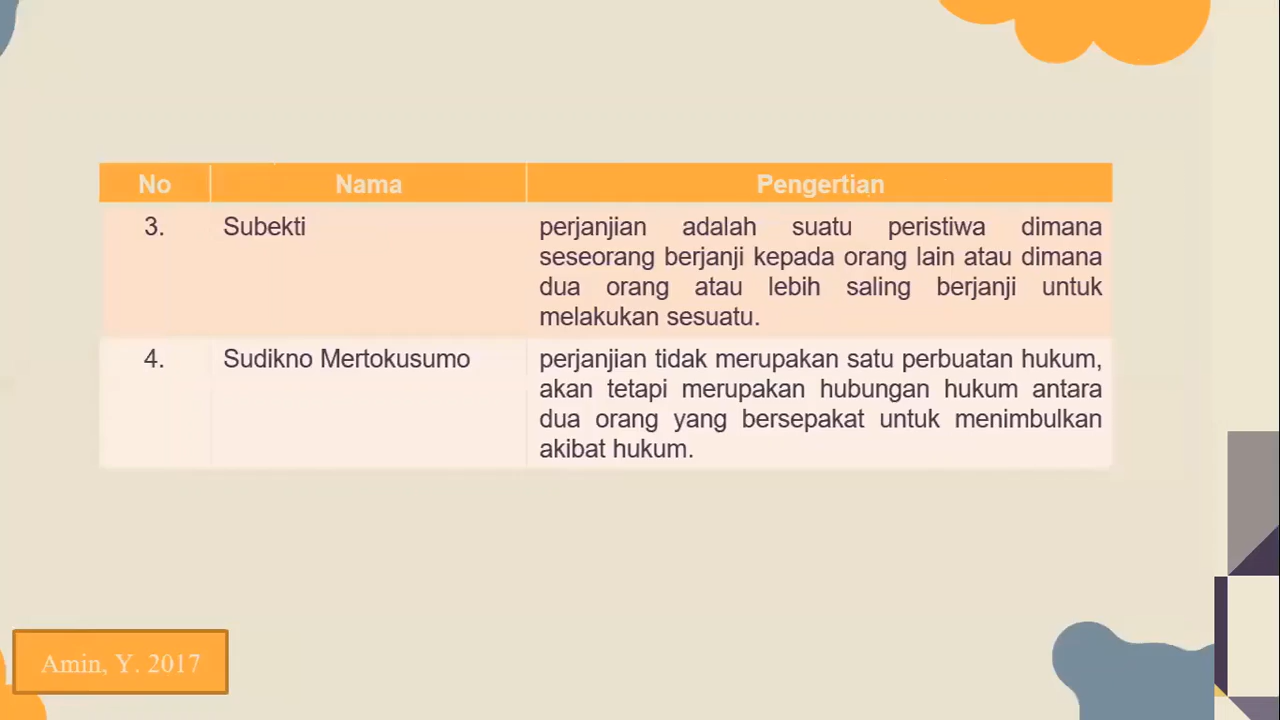 No Nama Pengertian
3. Subekti perjanjian adalah suatu peristiwa dimana
seseorang berjanji kepada orang lain atau dimana
dua orang atau lebih saling berjanji untuk
melakukan sesuatu.
4. Sudikno Mertokusumo perjanjian tidak merupakan satu perbuatan hukum,
akan tetapi merupakan hubungan hukum antara
dua orang yang bersepakat untuk menimbulkan
akibat hukum.
Amin, Y. 2017